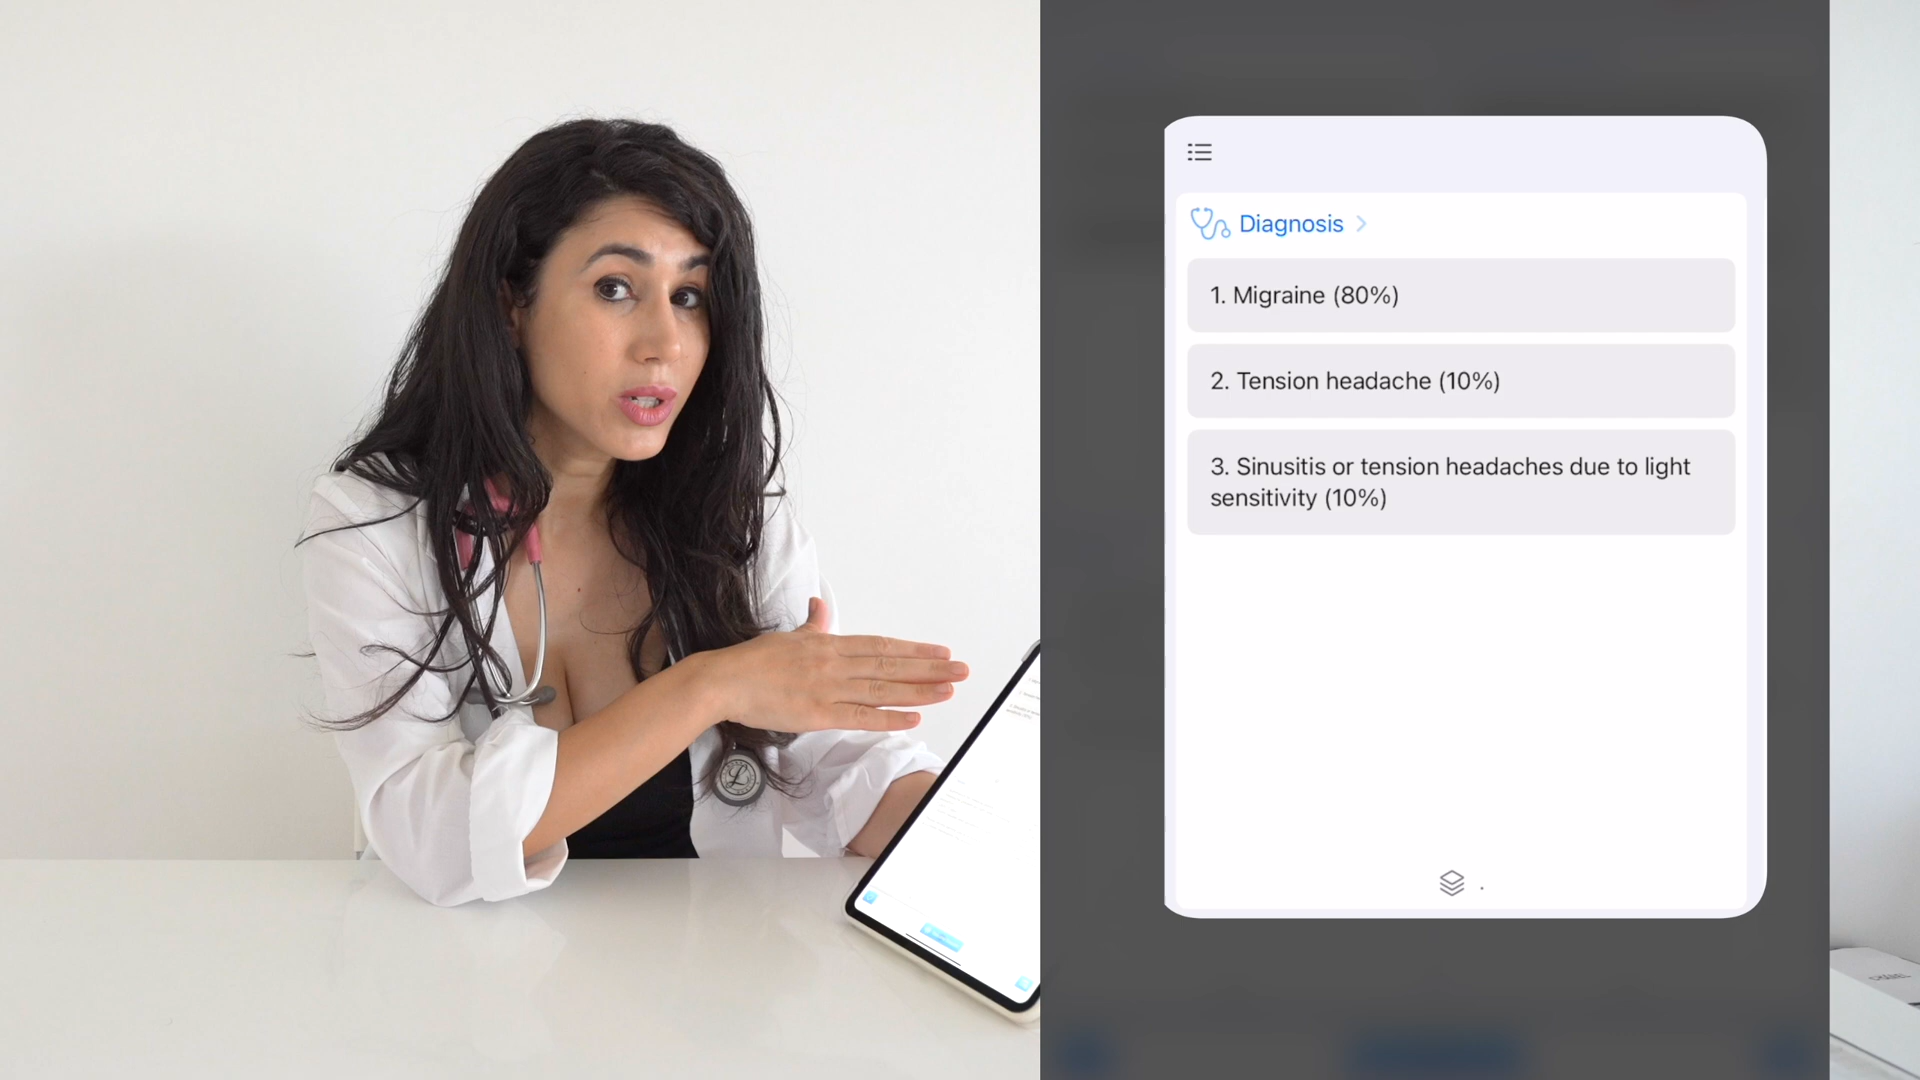 Diagnosis
1. Migraine (80%)
2. Tension headache (10%)
3. Sinusitis or tension headaches due to light
sensitivity (10%)